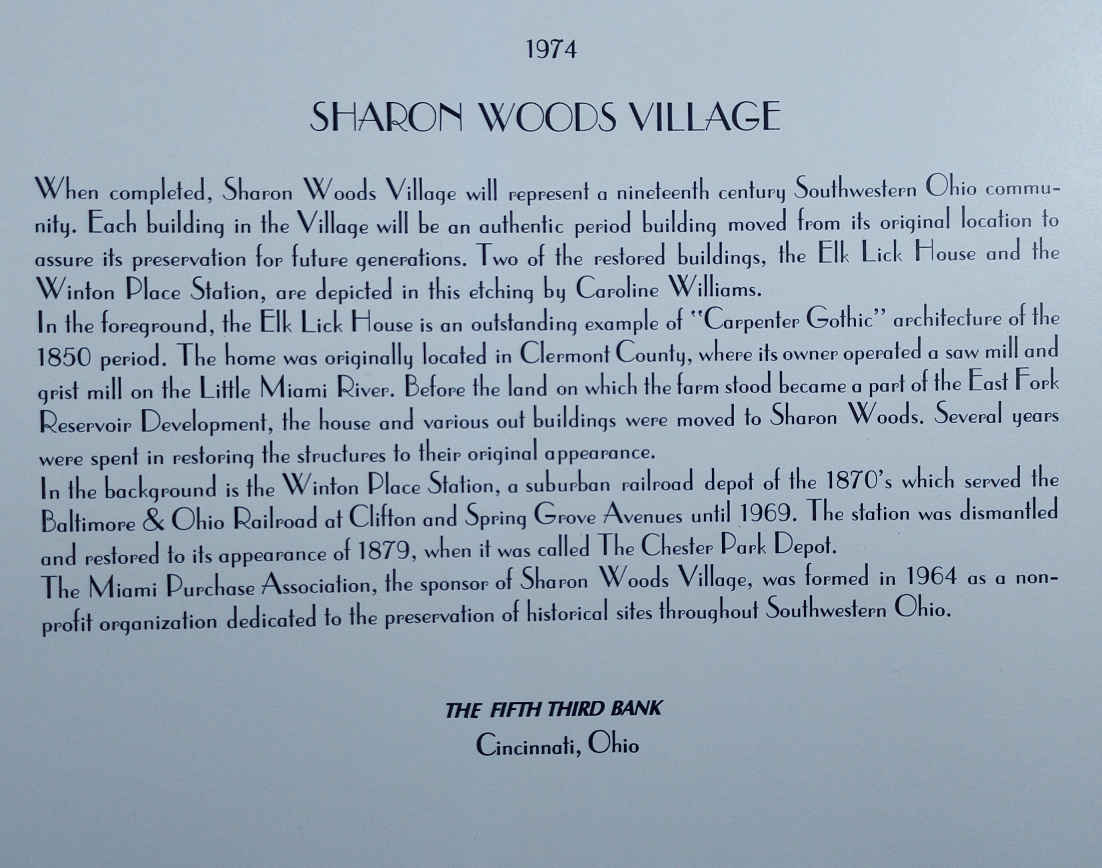 1974
SHARON WOODS VILLAGE
When completed, Sharon Woods Village will represent a nineteenth century Southwestern Ohio commu-
nity. Each building in the Village will be an authentic period building moved from its original location to
assure its preservation for future generations. Two of the restored buildings, the Elk Lick House and the
Winton Place Station, are depicted in this etching by Caroline Williams.
In the foreground, the Elk Lick House is an outstanding example of "Carpenter Gothic" architecture of the
1850 period. The home was originally located in Clermont County, where its owner operated a saw mill and
grist mill on the Little Miami River. Before the land on which the farm stood became a part of the East Fork
Reservoir Development, the house and various out buildings were moved to Sharon Woods. Several years
were spent in restoring the structures to their original appearance.
In the background is the Winton Place Station, a suburban railroad depot of the 1870's which served the
Baltimore & Ohio Railroad at Clifton and Spring Grove Avenues until 1969. The station was dismantled
and restored to its appearance of 1879, when it was called The Chester Park Depot.
The Miami Purchase Association, the sponsor of Sharon Woods Village, was formed in 1964 as a non-
profit organization dedicated to the preservation of historical sites throughout Southwestern Ohio.
THE FIFTH THIRD BANK
Cincinnati, Ohio